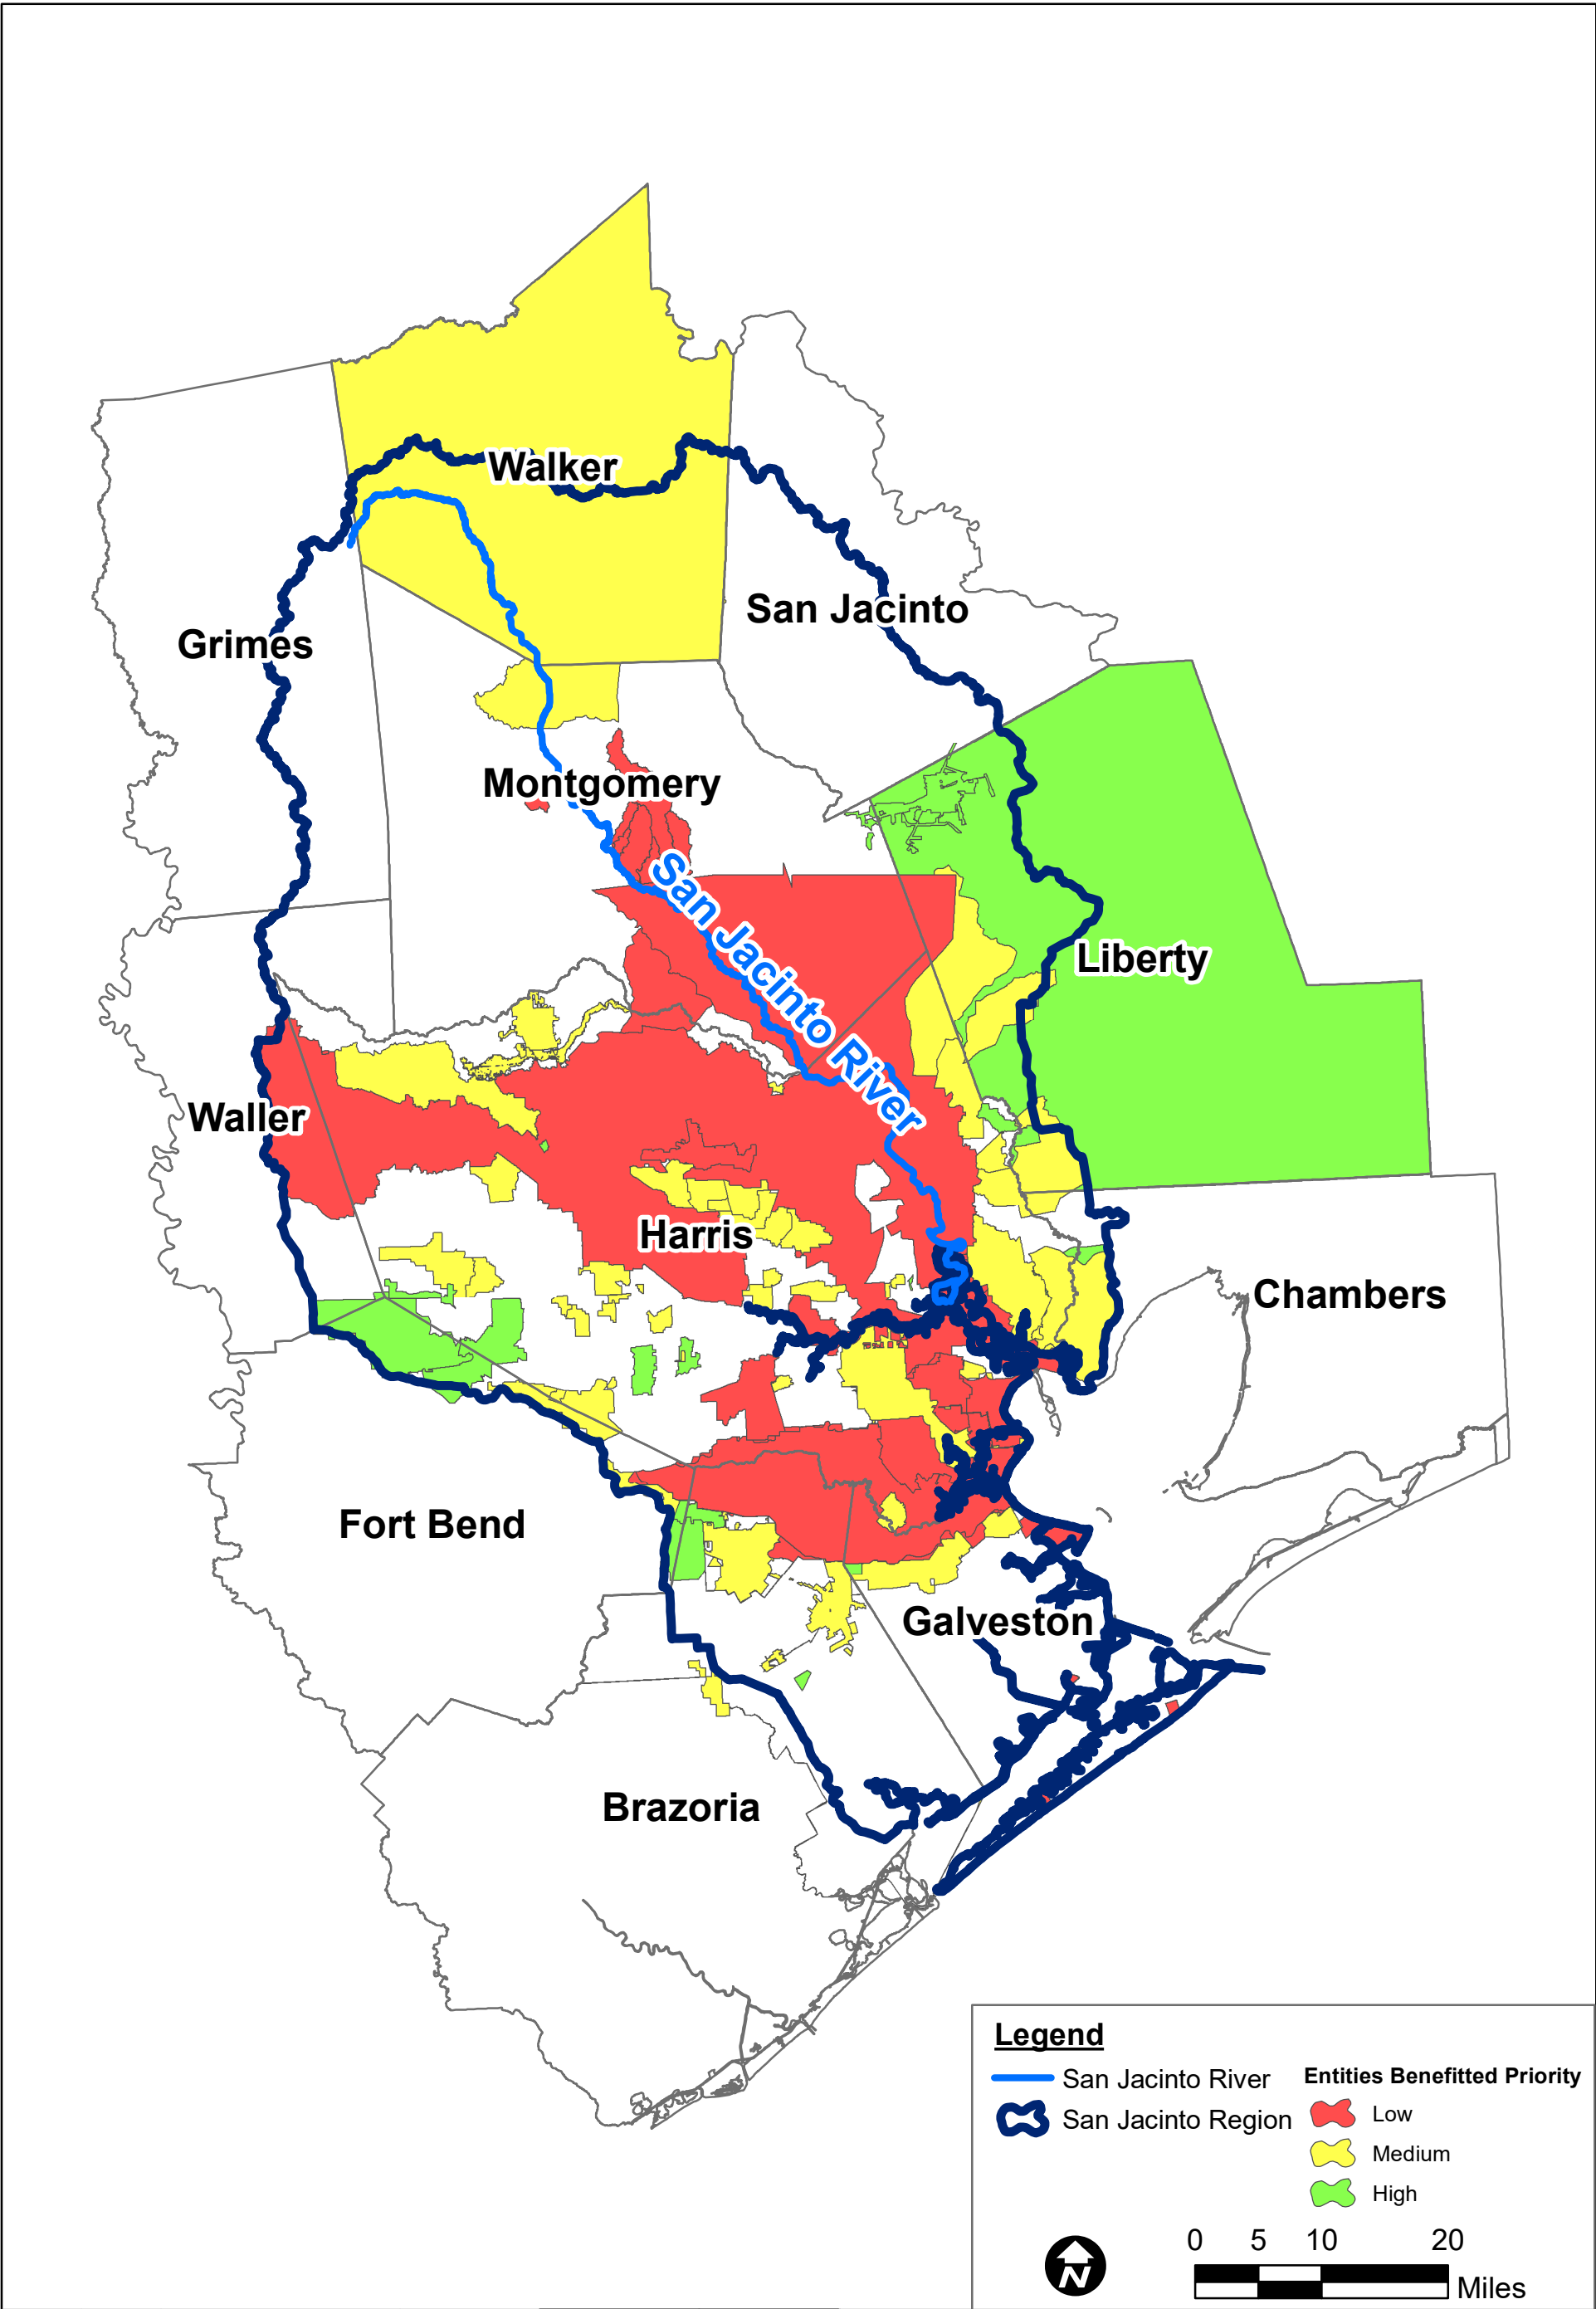 Walker
San Jacinto
Grimes
Montgomery
San Jacinto River
Liberty
Waller
Harris
Chambers
Fort Bend
Galveston
Brazoria
Legend
San Jacinto River
San Jacinto Region
Entities Benefitted Priority
Low
Medium
High
0 5 10 20
Miles
N